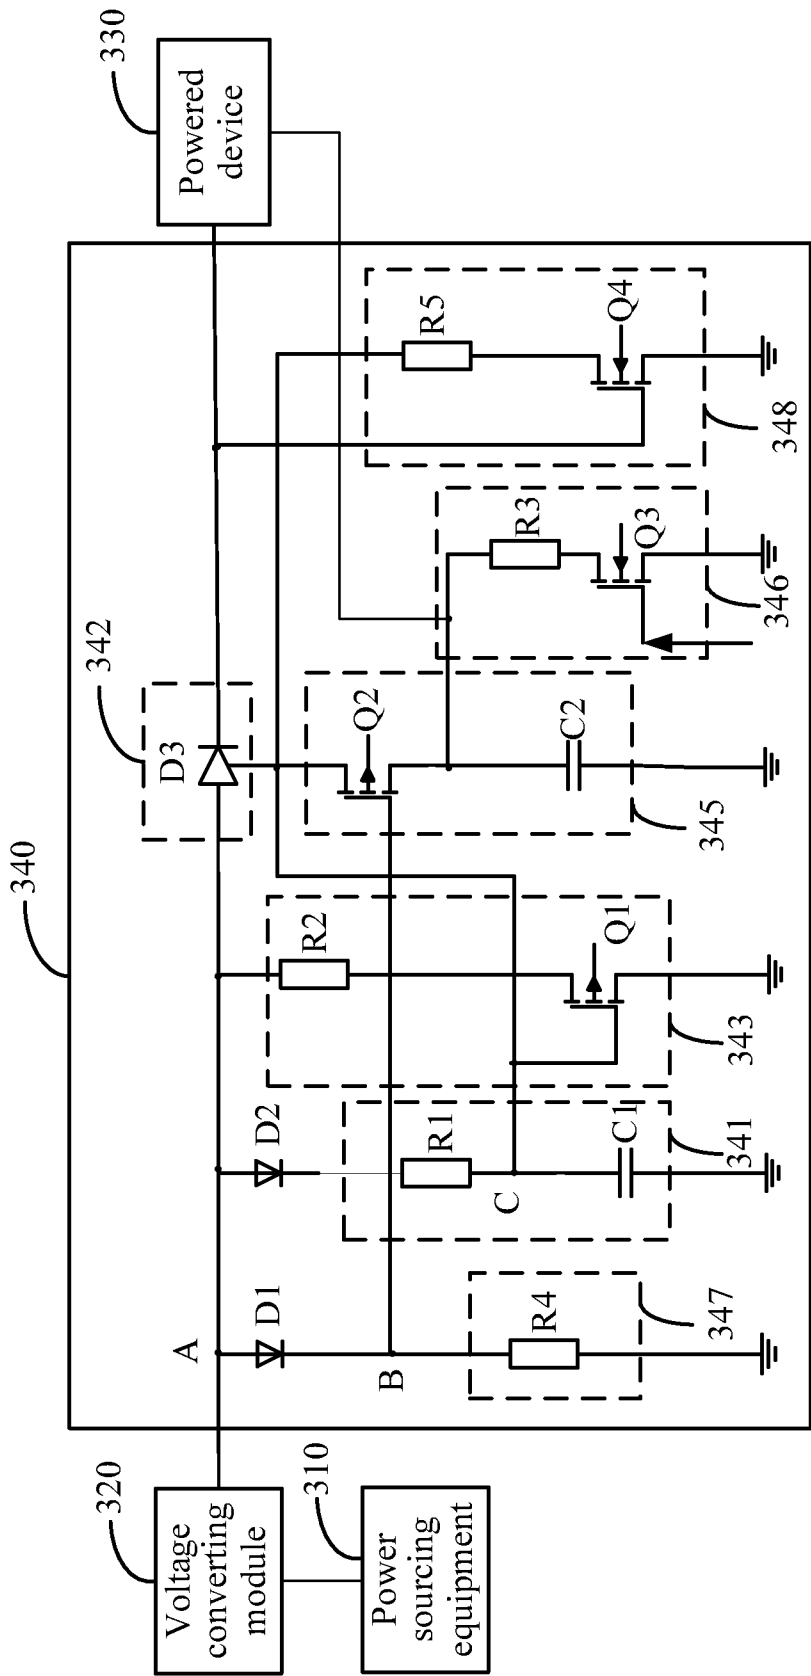 340
342
D3
320
Voltage
converting
module
310
Power
sourcing
equipment
330
Powered
device
A
D1
B
R4
347
D2
R1
C
C1
341
R2
Q1
343
Q2
C2
345
R3
Q3
346
R5
Q4
348